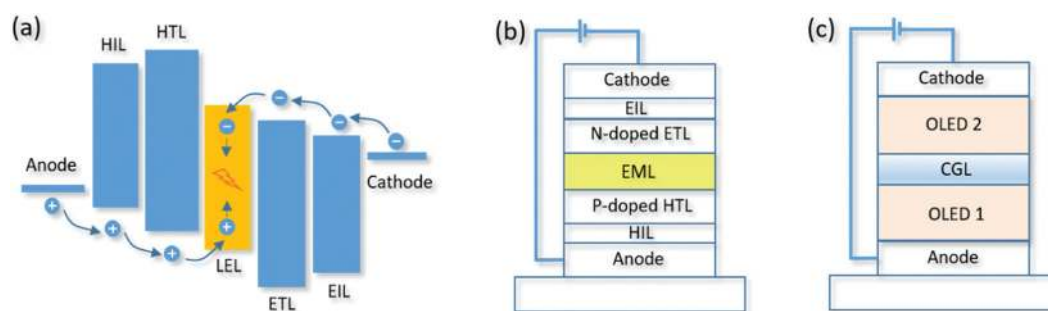 (a)
HIL
HTL
Anode
Cathode
LEL
ETL
EIL
(b)
Cathode
EIL
N-doped ETL
EML
P-doped HTL
HIL
Anode
(c)
Cathode
OLED 2
CGL
OLED 1
Anode